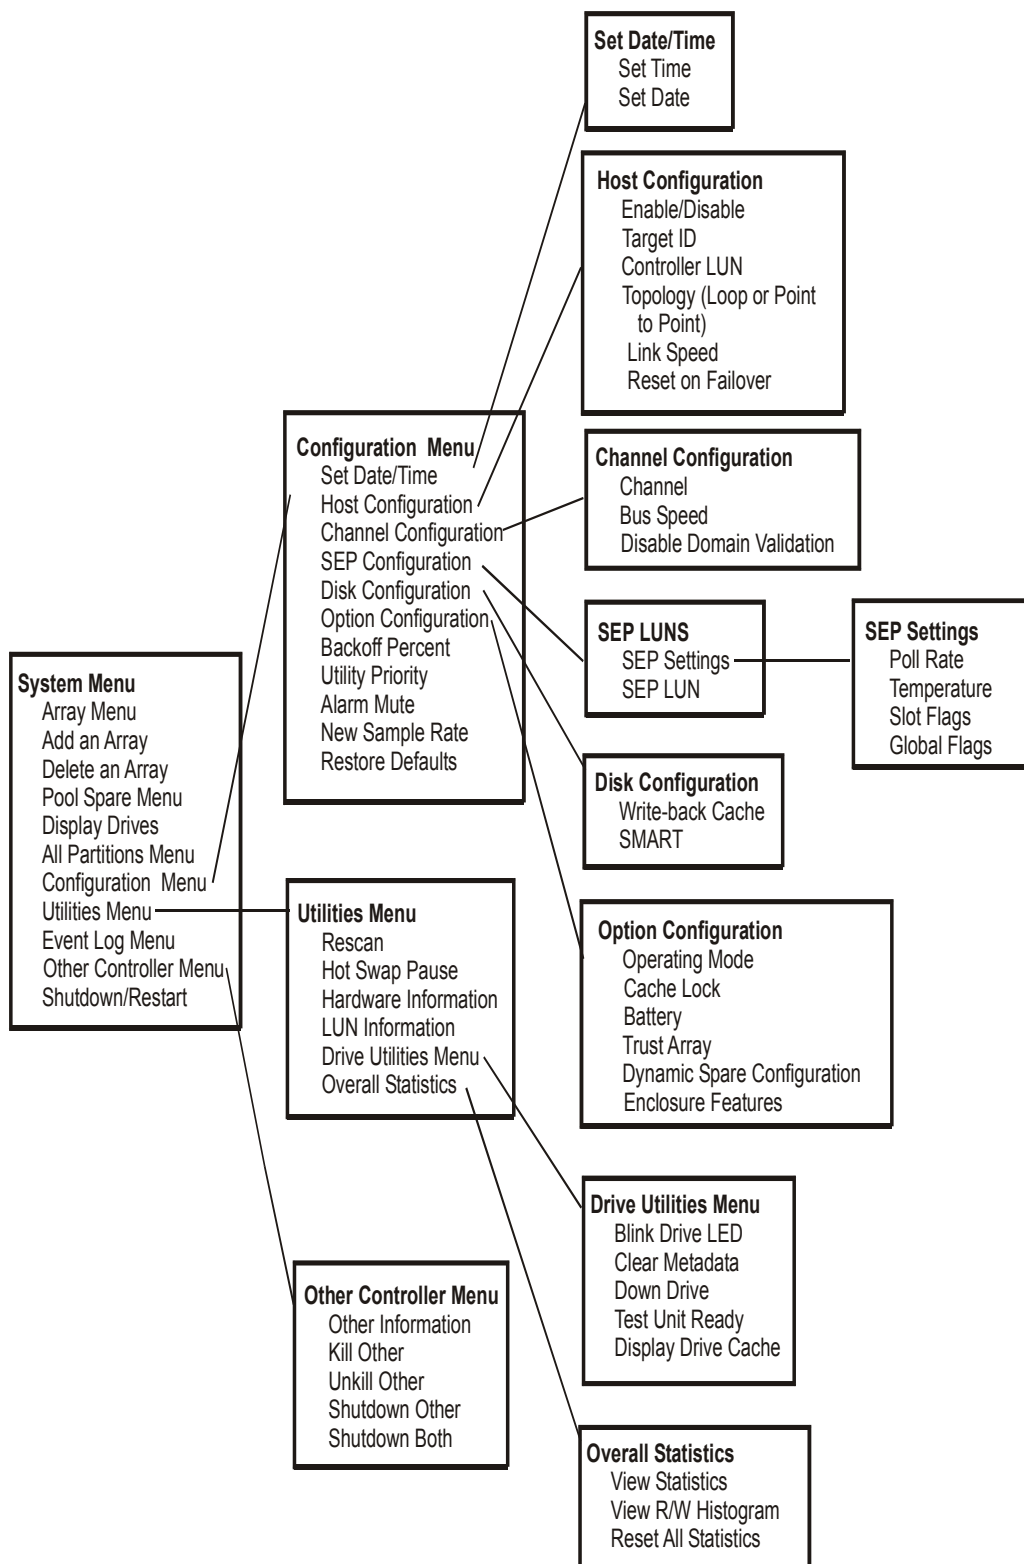 Set Date/Time
Set Time
Set Date
Host Configuration
Enable/Disable
Target ID
Controller LUN
Topology (Loop or Point
to Point)
Link Speed
Reset on Failover
Configuration Menu
Set Date/Time
Host Configuration
Channel Configuration
SEP Configuration
Disk Configuration
Option Configuration
Backoff Percent
Utility Priority
Alarm Mute
New Sample Rate
Restore Defaults
Channel Configuration
Channel
Bus Speed
Disable Domain Validation
SEP LUNS
SEP Settings
SEP LUN
SEP Settings
Poll Rate
Temperature
Slot Flags
Global Flags
System Menu
Array Menu
Add an Array
Delete an Array
Pool Spare Menu
Display Drives
All Partitions Menu
Configuration Menu
Utilities Menu
Event Log Menu
Other Controller Menu
Shutdown/Restart
Disk Configuration
Write-back Cache
SMART
Utilities Menu
Rescan
Hot Swap Pause
Hardware Information
LUN Information
Drive Utilities Menu
Overall Statistics
Option Configuration
Operating Mode
Cache Lock
Battery
Trust Array
Dynamic Spare Configuration
Enclosure Features
Drive Utilities Menu
Blink Drive LED
Clear Metadata
Down Drive
Test Unit Ready
Display Drive Cache
Other Controller Menu
Other Information
Kill Other
Unkill Other
Shutdown Other
Shutdown Both
Overall Statistics
View Statistics
View R/W Histogram
Reset All Statistics